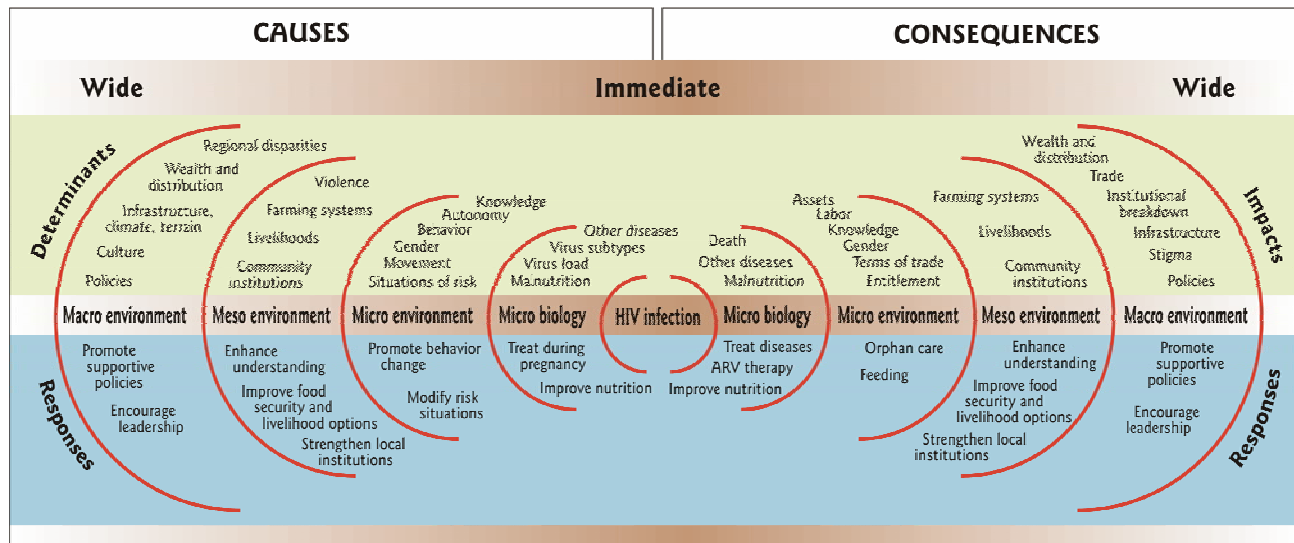 CAUSES
CONSEQUENCES
Wide
Immediate
Wide
Determinants
Regional disparities
Wealth and
distribution
Infrastructure,
climate, terrain
Culture
Policies
Violence
Farming systems
Livelihoods
Community
institutions
Knowledge
Autonomy
Behavior
Gender
Movement
Situations of risk
Other diseases
Virus subtypes
Virus load
Malnutrition
Death
Other diseases
Malnutrition
Assets
Labor
Knowledge
Gender
Terms of trade
Entitlement
Farming systems
Livelihoods
Community
institutions
Wealth and
distribution
Trade
Institutional
breakdown
Infrastructure
Stigma
Policies
Impacts
Macro environment
Meso environment
Micro environment
Micro biology
HIV infection
Micro biology
Micro environment
Meso environment
Macro environment
Responses
Promote
supportive
policies
Encourage
leadership
Enhance
understanding
Improve food
security and
livelihood options
Strengthen local
institutions
Promote behavior
change
Modify risk
situations
Treat during
pregnancy
Improve nutrition
Treat diseases
ARV therapy
Improve nutrition
Orphan care
Feeding
Enhance
understanding
Improve food
security and
livelihood options
Strengthen local
institutions
Promote
supportive
policies
Encourage
leadership
Responses